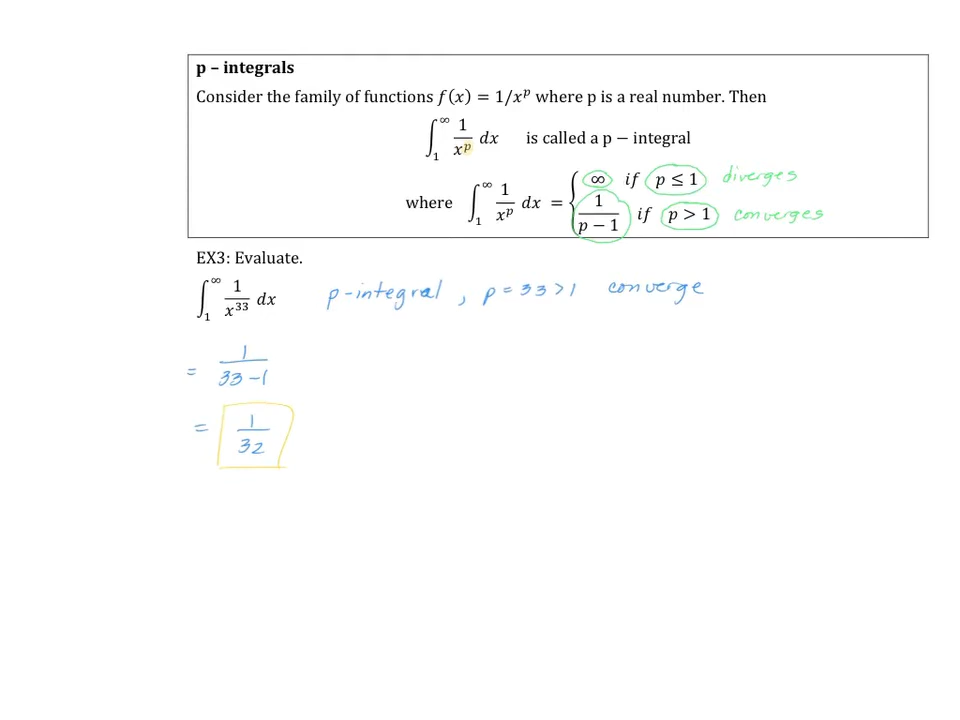 p – integrals
Consider the family of functions f(x) = 1/x^p where p is a real number. Then
∫_1^∞ 1/x^p dx is called a p − integral
where ∫_1^∞ 1/x^p dx = { ∞ if p ≤ 1 diverges
1/(p − 1) if p > 1 converges
EX3: Evaluate.
∫_1^∞ 1/x^33 dx p-integral, p = 33 > 1 converge
= 1/(33 - 1)
= 1/32